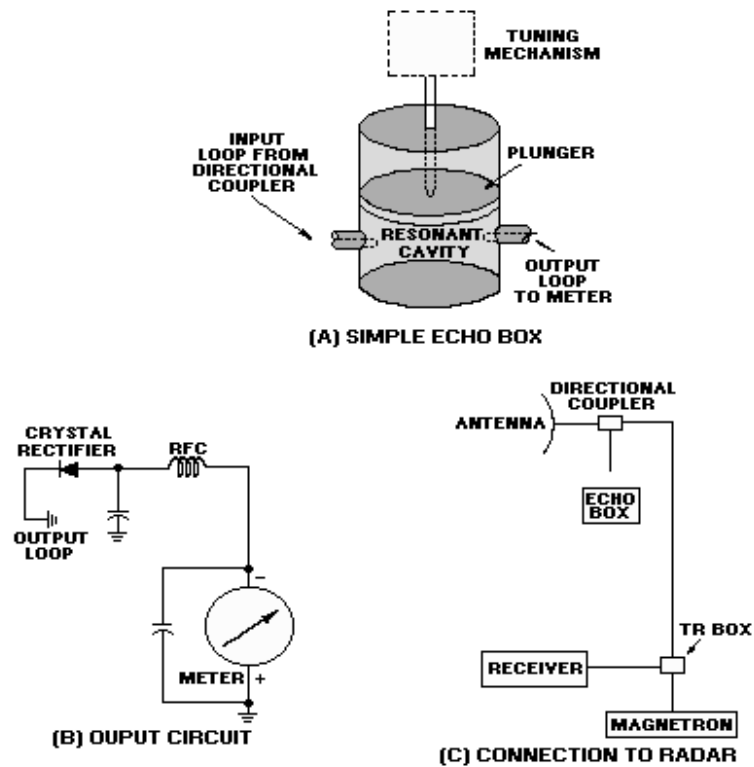 TUNING
MECHANISM
INPUT
LOOP FROM
DIRECTIONAL
COUPLER
PLUNGER
RESONANT
CAVITY
OUTPUT
LOOP
TO METER
(A) SIMPLE ECHO BOX
CRYSTAL
RECTIFIER
RFC
OUTPUT
LOOP
−
METER
+
(B) OUPUT CIRCUIT
DIRECTIONAL
COUPLER
ANTENNA
ECHO
BOX
TR BOX
RECEIVER
MAGNETRON
(C) CONNECTION TO RADAR